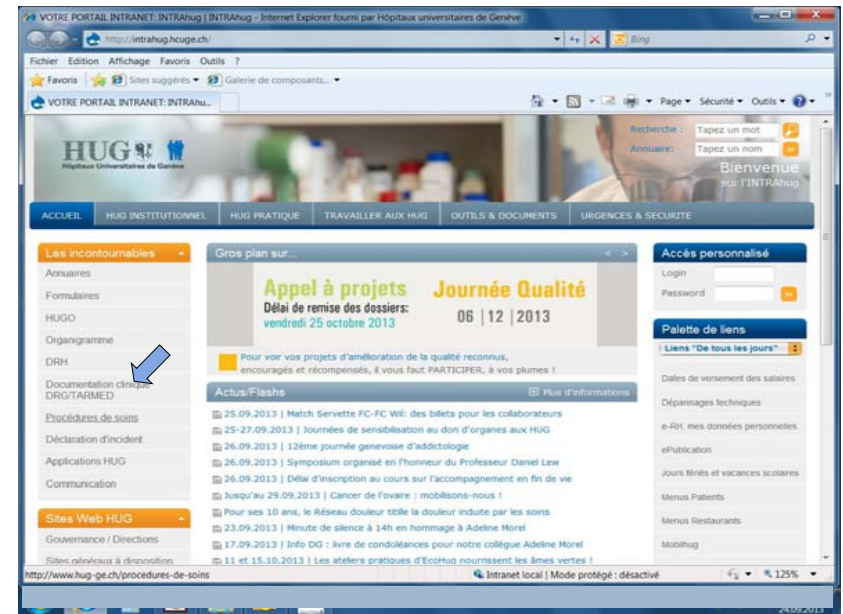 VOTRE PORTAIL INTRANET: INTRAhug | INTRAhug - Internet Explorer fourni par Hôpitaux universitaires de Genève
http://intrahug.hcuge.ch/
Bing
Fichier Edition Affichage Favoris Outils ?
Favoris Sites suggérés Galerie de composants...
VOTRE PORTAIL INTRANET: INTRAhu...
Page Sécurité Outils
HUG
Hôpitaux Universitaires de Genève
Recherche : Tapez un mot
Annuaire: Tapez un nom
Bienvenue
sur l'INTRAhug
ACCUEIL HUG INSTITUTIONNEL HUG PRATIQUE TRAVAILLER AUX HUG OUTILS & DOCUMENTS URGENCES & SECURITE
Les incontournables
Annuaires
Formulaires
HUGO
Organigramme
DRH
Documentation clinique
DRG/TARMED
Procédures de soins
Déclaration d'incident
Applications HUG
Communication
Sites Web HUG
Gouvernance / Directions
Sites généraux à disposition
Gros plan sur... < >
Appel à projets
Délai de remise des dossiers:
vendredi 25 octobre 2013
Journée Qualité
06 | 12 | 2013
Pour voir vos projets d'amélioration de la qualité reconnus,
encouragés et récompensés, il vous faut PARTICIPER, à vos plumes !
Actus/Flashs Plus d'informations
25.09.2013 | Match Servette FC-FC Wil: des billets pour les collaborateurs
25-27.09.2013 | Journées de sensibilisation au don d'organes aux HUG
26.09.2013 | 12ème journée genevoise d'addictologie
26.09.2013 | Symposium organisé en l'honneur du Professeur Daniel Lew
26.09.2013 | Délai d'inscription au cours sur l'accompagnement en fin de vie
Jusqu'au 29.09.2013 | Cancer de l'ovaire : mobilisons-nous !
Pour ses 10 ans, le Réseau douleur titille la douleur induite par les soins
23.09.2013 | Minute de silence à 14h en hommage à Adeline Morel
17.09.2013 | Info DG : livre de condoléances pour notre collègue Adeline Morel
11 et 15.10.2013 | Les ateliers pratiques d'EcoHug nourrissent les âmes vertes !
Accès personnalisé
Login
Password
Palette de liens
Liens "De tous les jours"
Dates de versement des salaires
Dépannages techniques
e-RH, mes données personnelles
ePublication
Jours fériés et vacances scolaires
Menus Patients
Menus Restaurants
Mobilhug
http://www.hug-ge.ch/procedures-de-soins
Intranet local | Mode protégé : désactivé
125%
24.09.2013